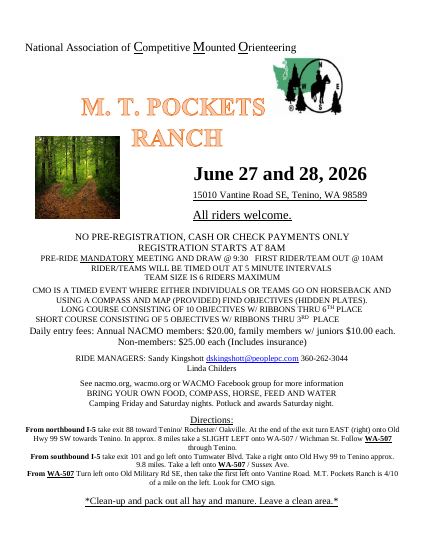 National Association of Competitive Mounted Orienteering
N
W E
S
M. T. POCKETS
RANCH
June 27 and 28, 2026
15010 Vantine Road SE, Tenino, WA 98589
All riders welcome.
NO PRE-REGISTRATION, CASH OR CHECK PAYMENTS ONLY
REGISTRATION STARTS AT 8AM
PRE-RIDE MANDATORY MEETING AND DRAW @ 9:30 FIRST RIDER/TEAM OUT @ 10AM
RIDER/TEAMS WILL BE TIMED OUT AT 5 MINUTE INTERVALS
TEAM SIZE IS 6 RIDERS MAXIMUM
CMO IS A TIMED EVENT WHERE EITHER INDIVIDUALS OR TEAMS GO ON HORSEBACK AND
USING A COMPASS AND MAP (PROVIDED) FIND OBJECTIVES (HIDDEN PLATES).
LONG COURSE CONSISTING OF 10 OBJECTIVES W/ RIBBONS THRU 6TH PLACE
SHORT COURSE CONSISTING OF 5 OBJECTIVES W/ RIBBONS THRU 3RD PLACE
Daily entry fees: Annual NACMO members: $20.00, family members w/ juniors $10.00 each.
Non-members: $25.00 each (Includes insurance)
RIDE MANAGERS: Sandy Kingshott dskingshott@peoplepc.com 360-262-3044
Linda Childers
See nacmo.org, wacmo.org or WACMO Facebook group for more information
BRING YOUR OWN FOOD, COMPASS, HORSE, FEED AND WATER
Camping Friday and Saturday nights. Potluck and awards Saturday night.
Directions:
From northbound I-5 take exit 88 toward Tenino/ Rochester/ Oakville. At the end of the exit turn EAST (right) onto Old
Hwy 99 SW towards Tenino. In approx. 8 miles take a SLIGHT LEFT onto WA-507 / Wichman St. Follow WA-507
through Tenino.
From southbound I-5 take exit 101 and go left onto Tumwater Blvd. Take a right onto Old Hwy 99 to Tenino approx.
9.8 miles. Take a left onto WA-507 / Sussex Ave.
From WA-507 Turn left onto Old Military Rd SE, then take the first left onto Vantine Road. M.T. Pockets Ranch is 4/10
of a mile on the left. Look for CMO sign.
*Clean-up and pack out all hay and manure. Leave a clean area.*